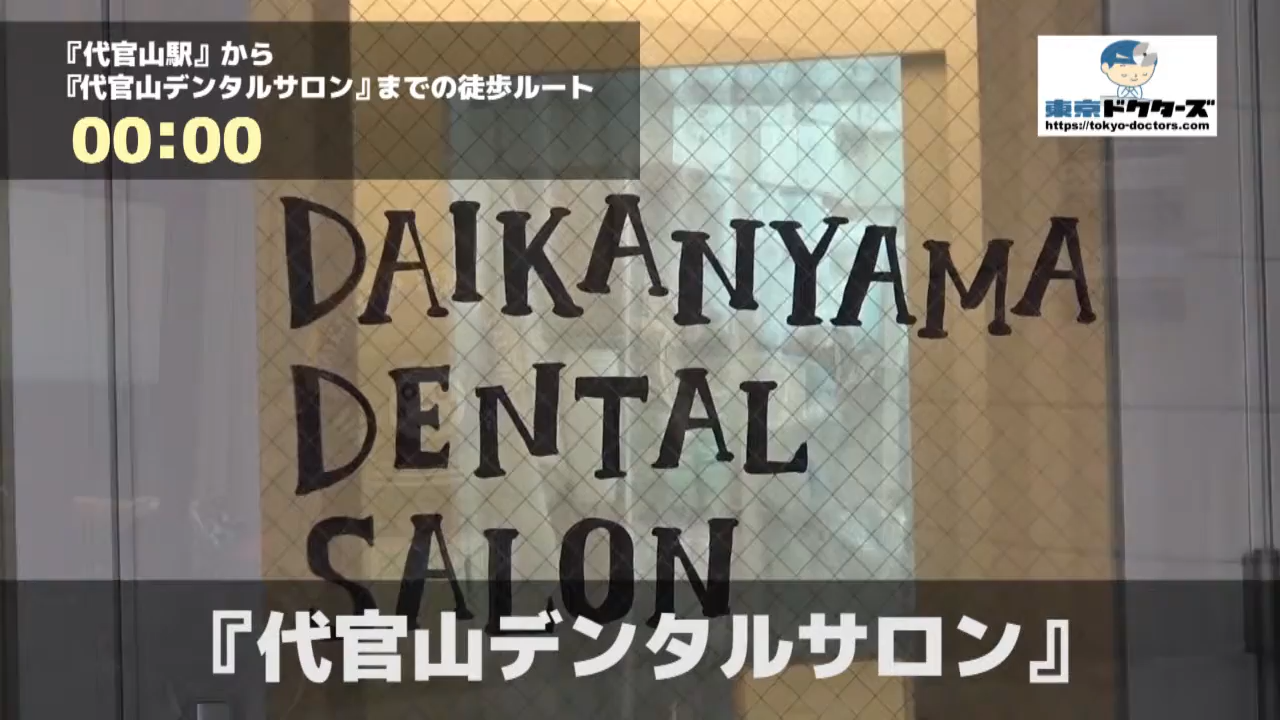 『代官山駅』から
『代官山デンタルサロン』までの徒歩ルート
00:00
東京ドクターズ
https://tokyo-doctors.com
DAIKANYAMA
DENTAL
SALON
『代官山デンタルサロン』